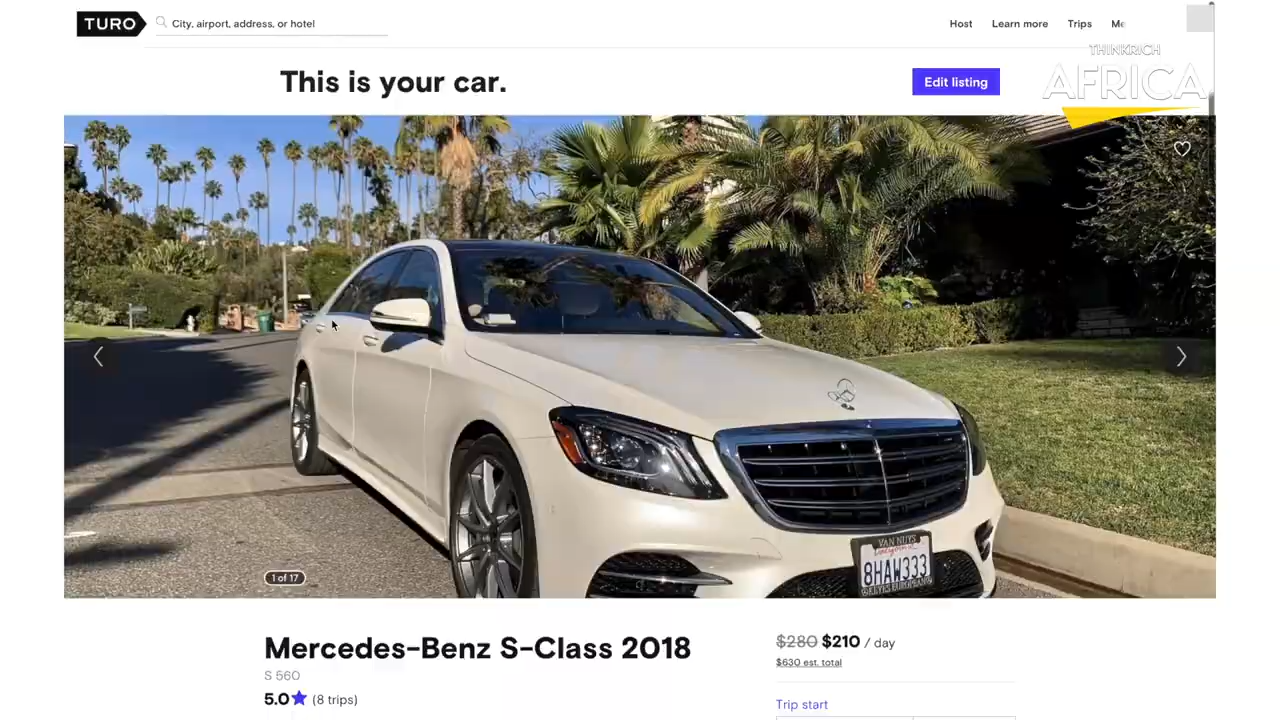 TURO
City, airport, address, or hotel
Host
Learn more
Trips
Me
THINKRICH
AFRICA
This is your car.
Edit listing
VAN NUYS
8HAW333
1 of 17
Mercedes-Benz S-Class 2018
S 560
5.0 (8 trips)
$280 $210 / day
$630 est. total
Trip start